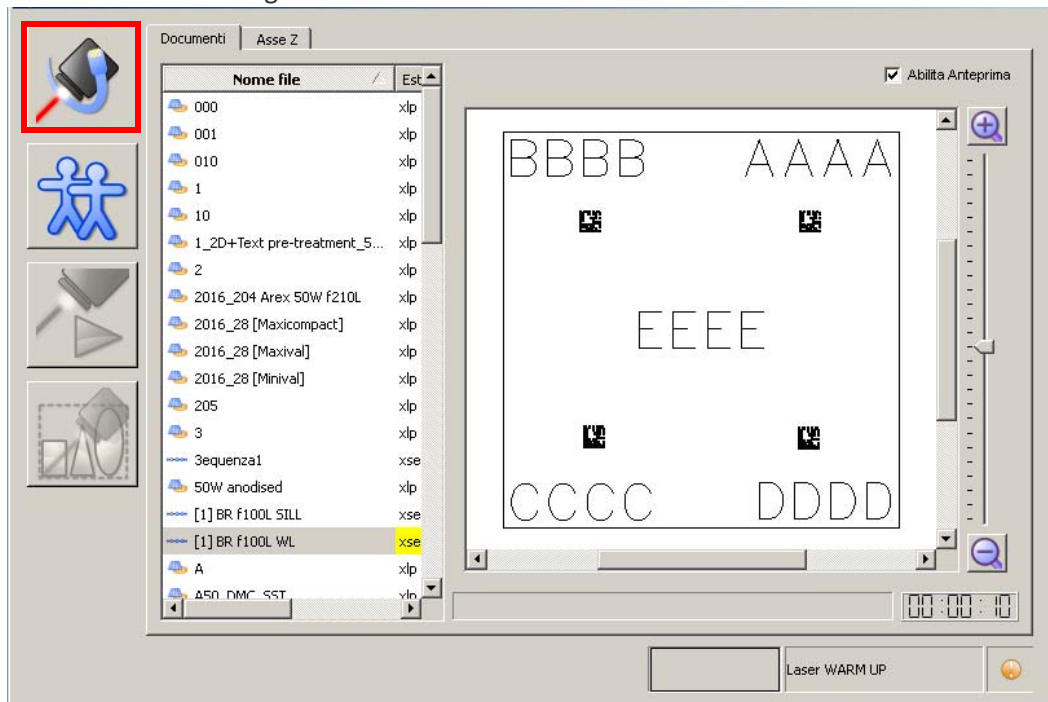 Documenti Asse Z
Nome file Est
Abilita Anteprima
000 xlp
001 xlp
010 xlp
1 xlp
10 xlp
1_2D+Text pre-treatment_5... xlp
2 xlp
2016_204 Arex 50W f210L xlp
2016_28 [Maxicompact] xlp
2016_28 [Maxival] xlp
2016_28 [Minival] xlp
205 xlp
3 xlp
3equenza1 xse
50W anodised xlp
[1] BR f100L SILL xse
[1] BR f100L WL xse
A xlp
A50_DMC_SST xlp
BBBB AAAA
EEEE
CCCC DDDD
00:00:10
Laser WARM UP